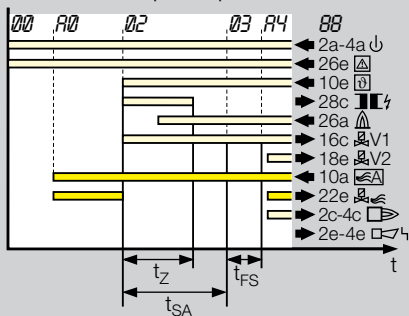 00 A0 02 03 A4 88
2a-4a
26e
10e ϑ
28c
26a
16c V1
18e V2
10a A
22e
2c-4c
2e-4e
t
tZ tFS
tSA